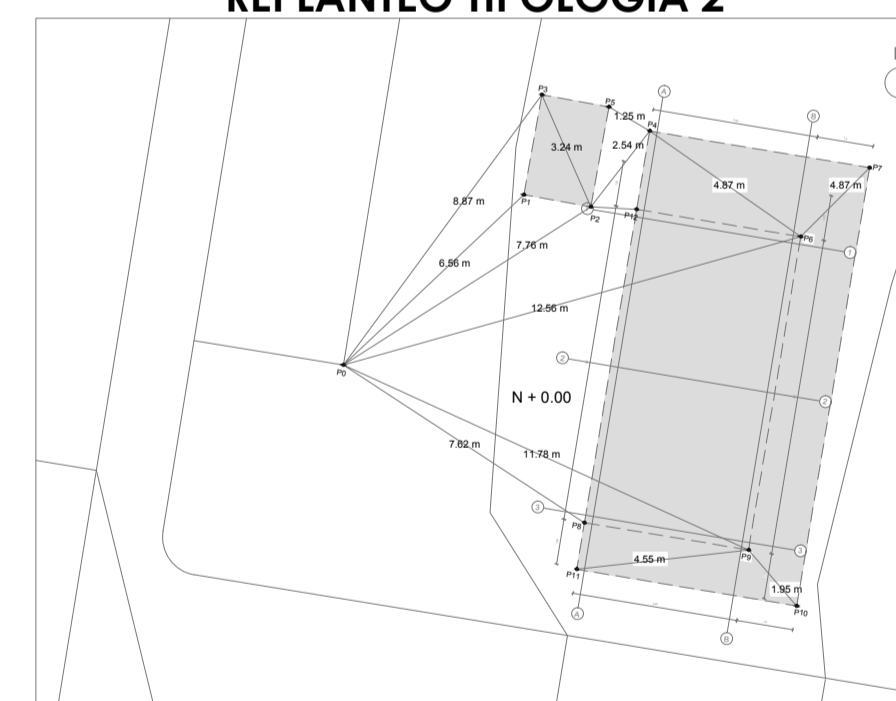 REPLANTEO TIPOLOGIA 2
P3
P5
A
1.25 m
P4
B
3.24 m
2.54 m
P7
4.87 m
4.87 m
P1
8.87 m
P2
P12
P6
7.76 m
1
6.56 m
12.56 m
2
P0
N + 0.00
2
7.62 m
11.78 m
3
P8
3
P9
4.55 m
P11
1.95 m
A
P10
B